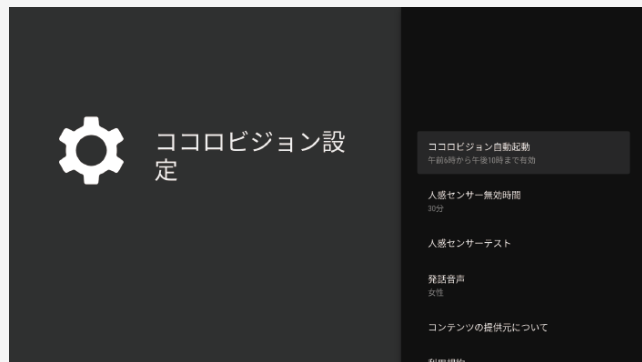 ココロビジョン設
定
ココロビジョン自動起動
午前6時から午後10時まで有効
人感センサー無効時間
30分
人感センサーテスト
発話音声
女性
コンテンツの提供元について
利用規約